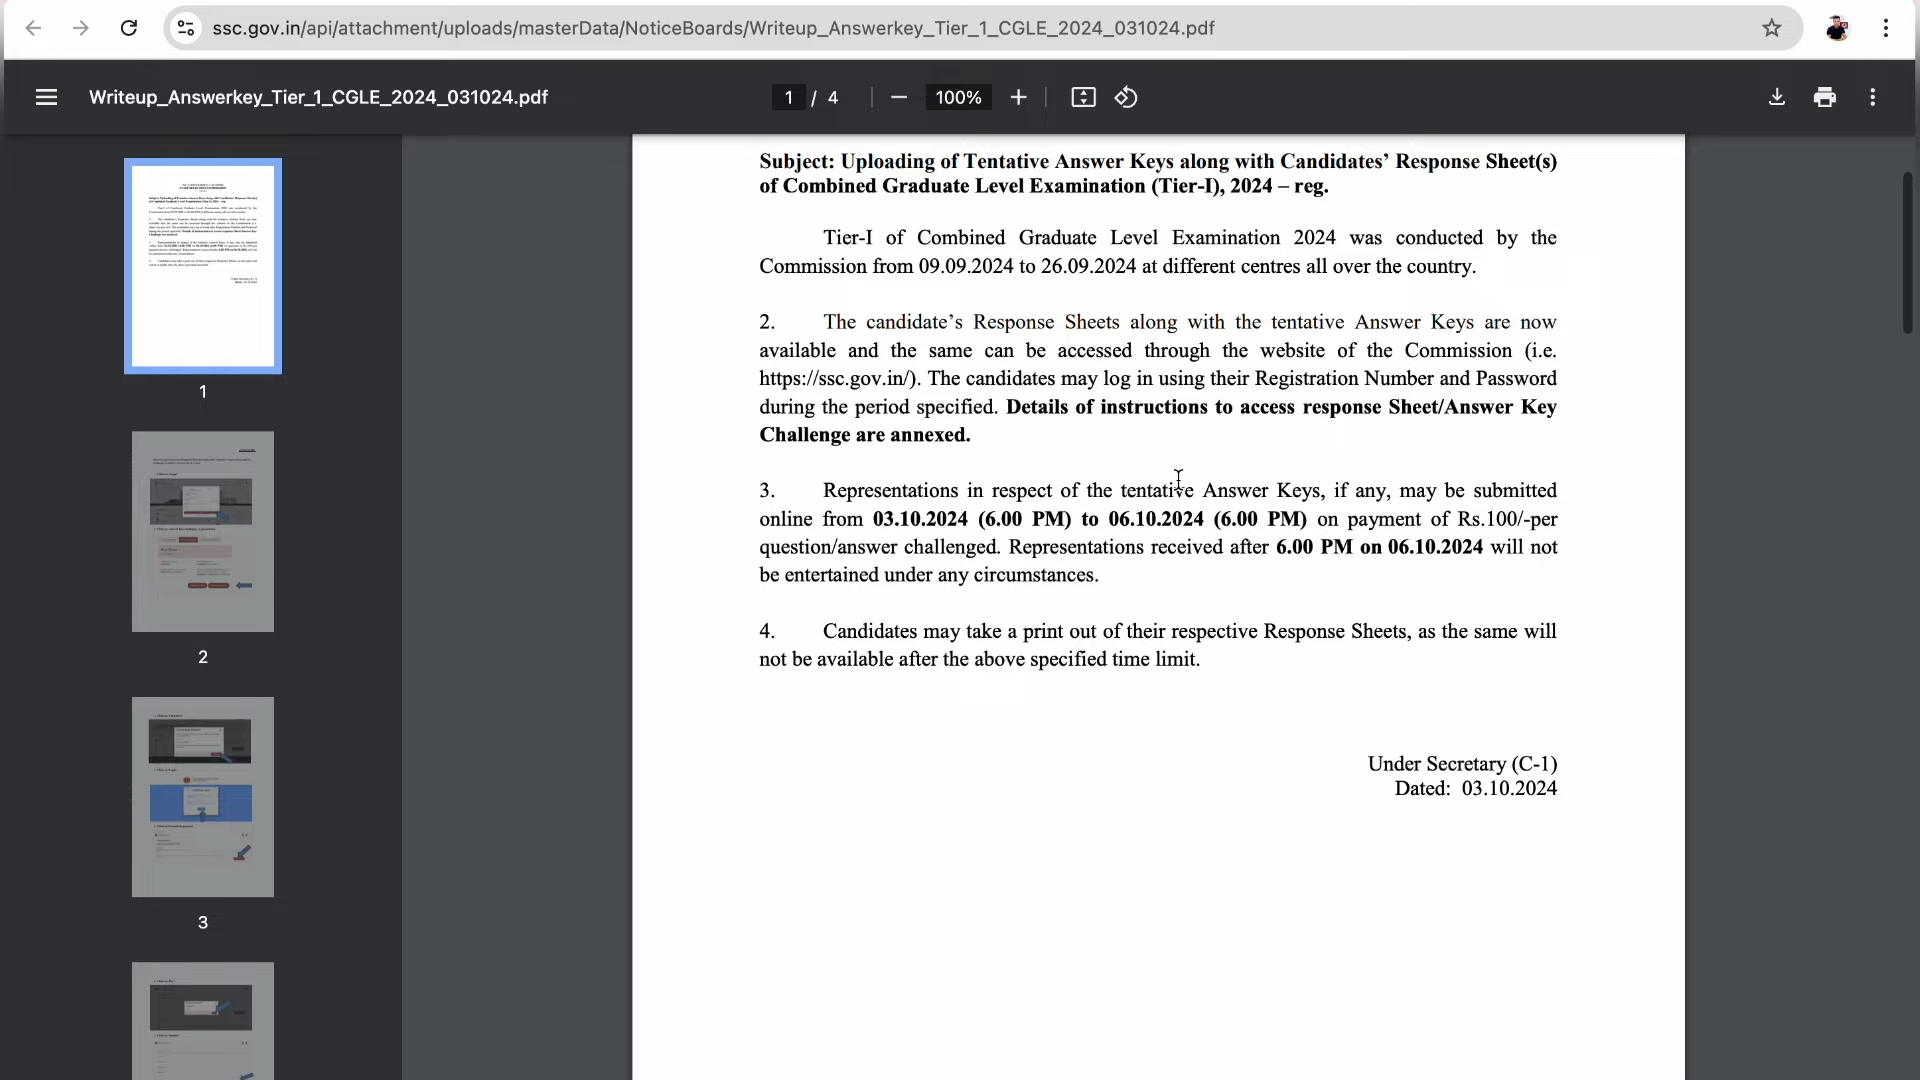 ssc.gov.in/api/attachment/uploads/masterData/NoticeBoards/Writeup_Answerkey_Tier_1_CGLE_2024_031024.pdf
Writeup_Answerkey_Tier_1_CGLE_2024_031024.pdf
1 / 4
100%
1
2
3
Subject: Uploading of Tentative Answer Keys along with Candidates’ Response Sheet(s)
of Combined Graduate Level Examination (Tier-I), 2024 – reg.
Tier-I of Combined Graduate Level Examination 2024 was conducted by the
Commission from 09.09.2024 to 26.09.2024 at different centres all over the country.
2. The candidate’s Response Sheets along with the tentative Answer Keys are now
available and the same can be accessed through the website of the Commission (i.e.
https://ssc.gov.in/). The candidates may log in using their Registration Number and Password
during the period specified. Details of instructions to access response Sheet/Answer Key
Challenge are annexed.
3. Representations in respect of the tentative Answer Keys, if any, may be submitted
online from 03.10.2024 (6.00 PM) to 06.10.2024 (6.00 PM) on payment of Rs.100/-per
question/answer challenged. Representations received after 6.00 PM on 06.10.2024 will not
be entertained under any circumstances.
4. Candidates may take a print out of their respective Response Sheets, as the same will
not be available after the above specified time limit.
Under Secretary (C-1)
Dated: 03.10.2024